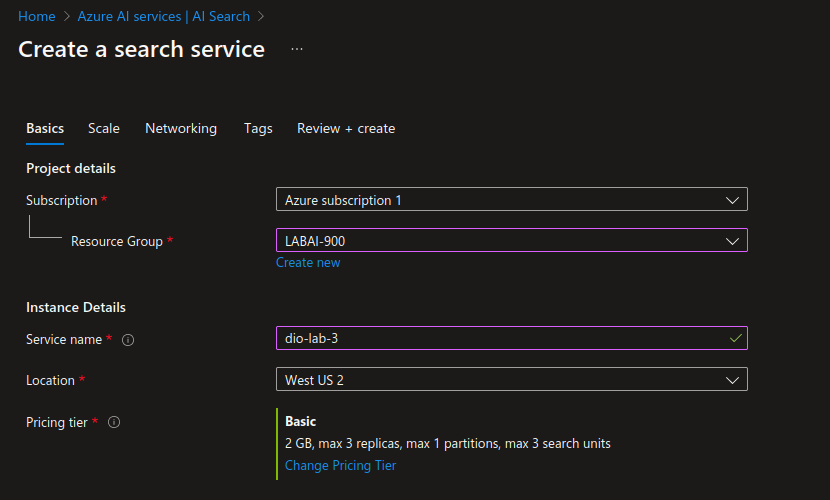 Home > Azure AI services | AI Search >
Create a search service ...
Basics Scale Networking Tags Review + create
Project details
Subscription * Azure subscription 1
Resource Group * LABAI-900
Create new
Instance Details
Service name * dio-lab-3
Location * West US 2
Pricing tier * Basic
2 GB, max 3 replicas, max 1 partitions, max 3 search units
Change Pricing Tier